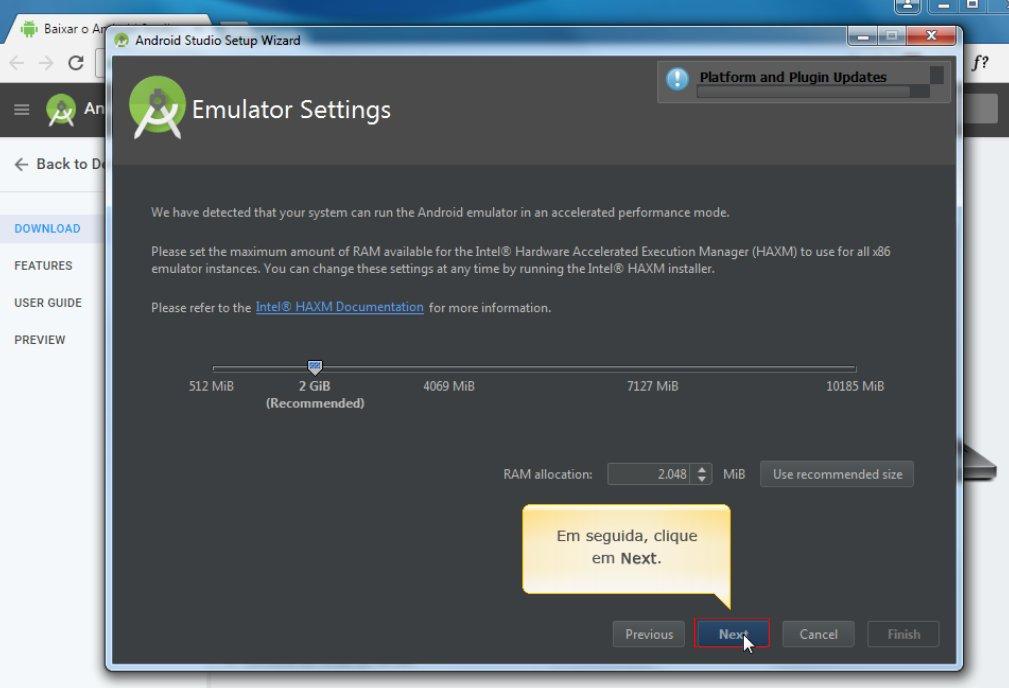 Baixar o An
Android Studio Setup Wizard
f?
An
Emulator Settings
Platform and Plugin Updates
Back to De
We have detected that your system can run the Android emulator in an accelerated performance mode.
DOWNLOAD
Please set the maximum amount of RAM available for the Intel® Hardware Accelerated Execution Manager (HAXM) to use for all x86
emulator instances. You can change these settings at any time by running the Intel® HAXM installer.
FEATURES
USER GUIDE
Please refer to the Intel® HAXM Documentation for more information.
PREVIEW
512 MiB 2 GiB 4069 MiB 7127 MiB 10185 MiB
(Recommended)
RAM allocation: 2.048 MiB Use recommended size
Em seguida, clique
em Next.
Previous Next Cancel Finish